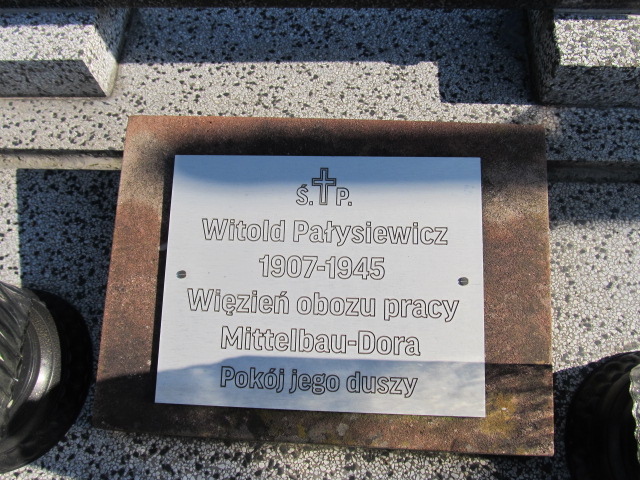 Ś.P.
Witold Pałysiewicz
1907-1945
Więzień obozu pracy
Mittelbau-Dora
Pokój jego duszy